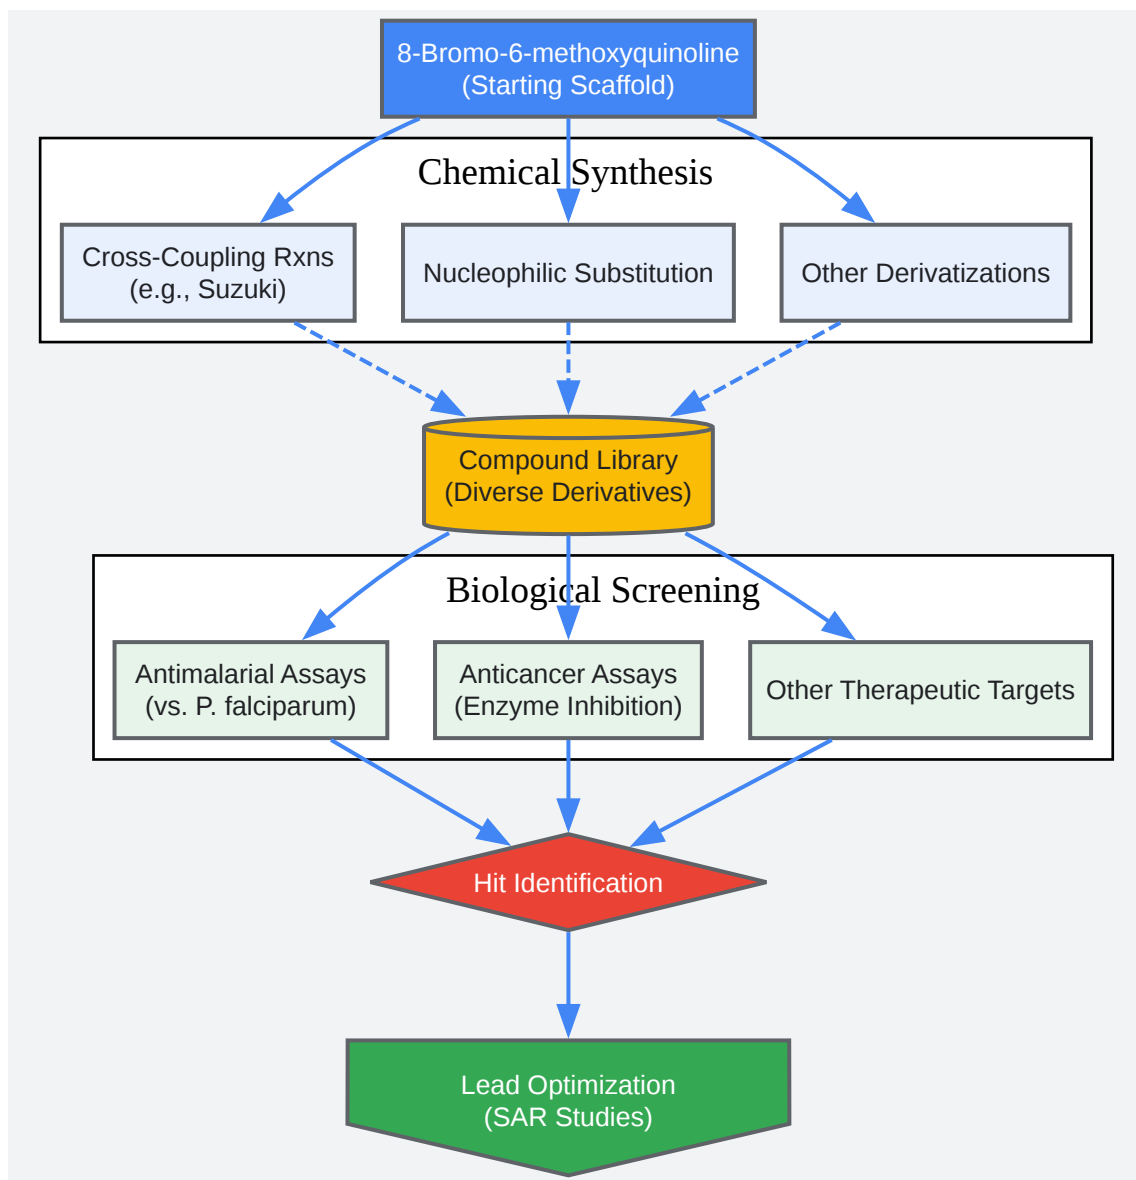 8-Bromo-6-methoxyquinoline
(Starting Scaffold)
Chemical Synthesis
Cross-Coupling Rxns
(e.g., Suzuki)
Nucleophilic Substitution
Other Derivatizations
Compound Library
(Diverse Derivatives)
Biological Screening
Antimalarial Assays
(vs. P. falciparum)
Anticancer Assays
(Enzyme Inhibition)
Other Therapeutic Targets
Hit Identification
Lead Optimization
(SAR Studies)